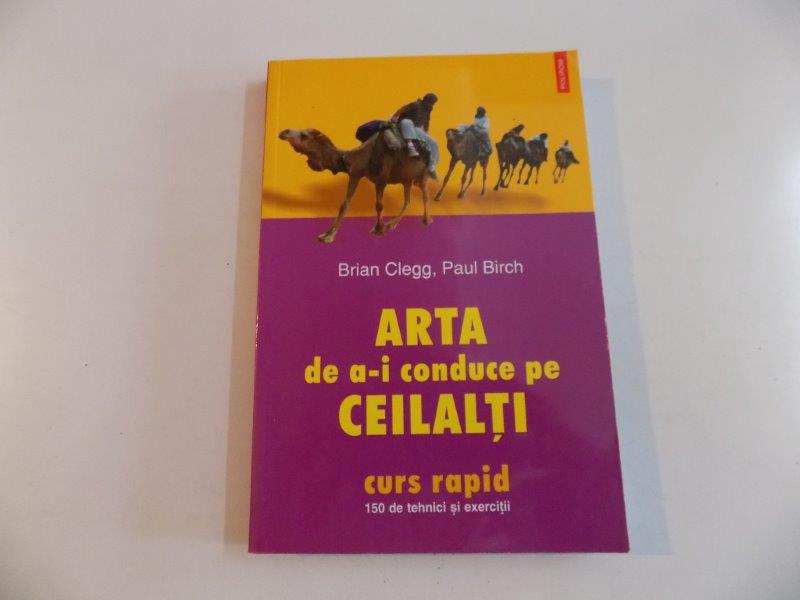 POLIROM
Brian Clegg, Paul Birch
ARTA
de a-i conduce pe
CEILALȚI
curs rapid
150 de tehnici și exerciții